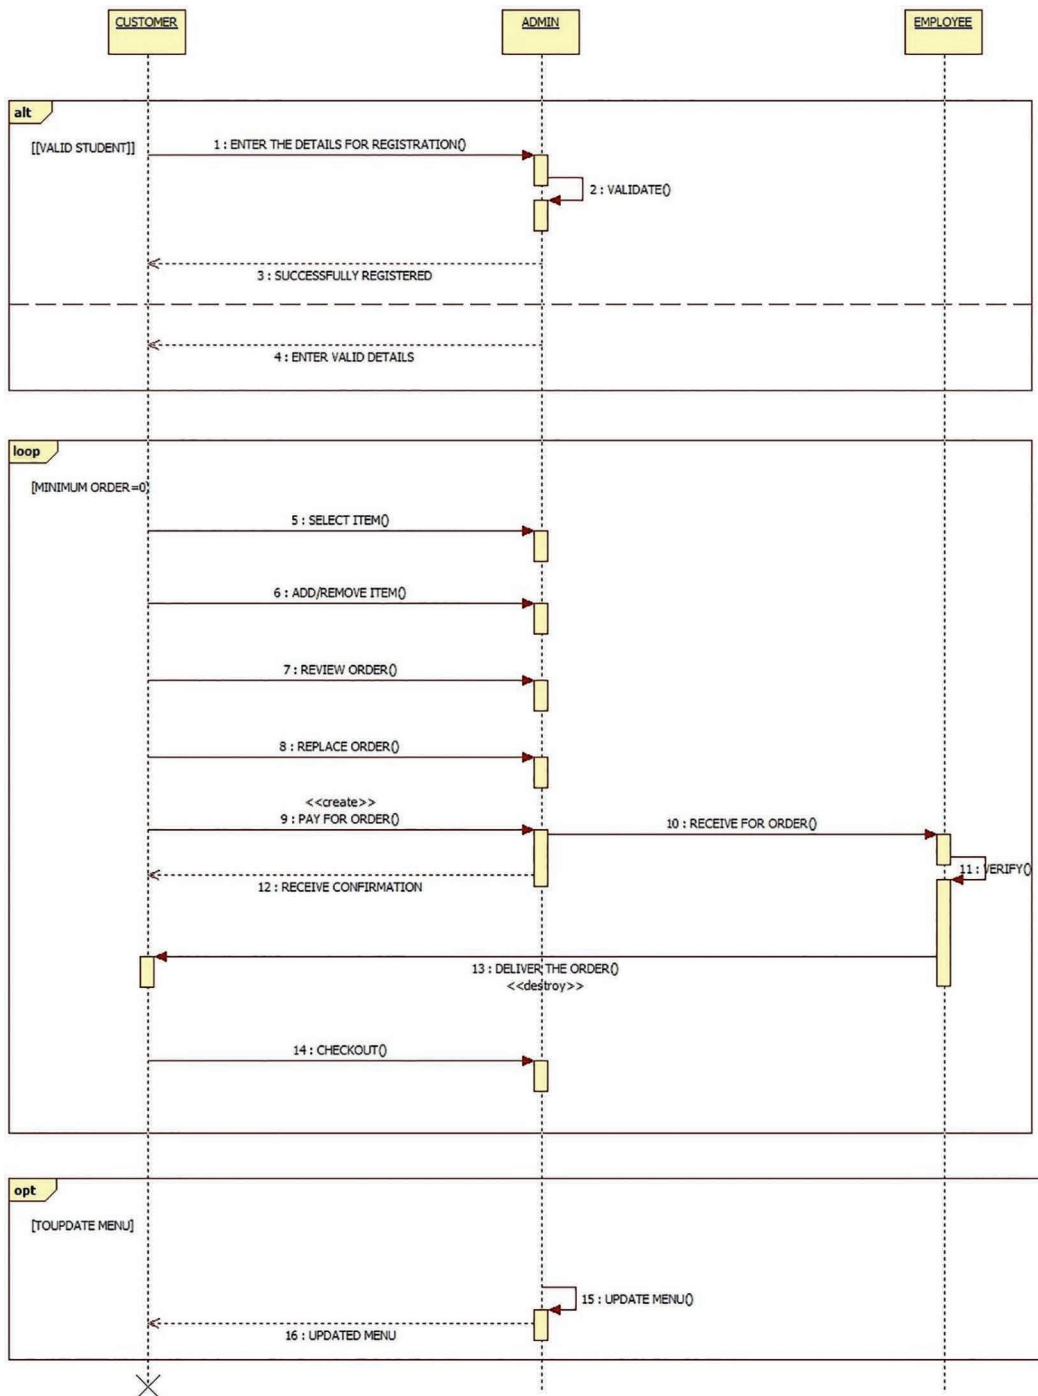 CUSTOMER
ADMIN
EMPLOYEE
alt
[[VALID STUDENT]]
1 : ENTER THE DETAILS FOR REGISTRATION()
2 : VALIDATE()
3 : SUCCESSFULLY REGISTERED
4 : ENTER VALID DETAILS
loop
[MINIMUM ORDER=0]
5 : SELECT ITEM()
6 : ADD/REMOVE ITEM()
7 : REVIEW ORDER()
8 : REPLACE ORDER()
<<create>>
9 : PAY FOR ORDER()
10 : RECEIVE FOR ORDER()
11 : VERIFY()
12 : RECEIVE CONFIRMATION
13 : DELIVER THE ORDER()
<<destroy>>
14 : CHECKOUT()
opt
[TOUPDATE MENU]
15 : UPDATE MENU()
16 : UPDATED MENU